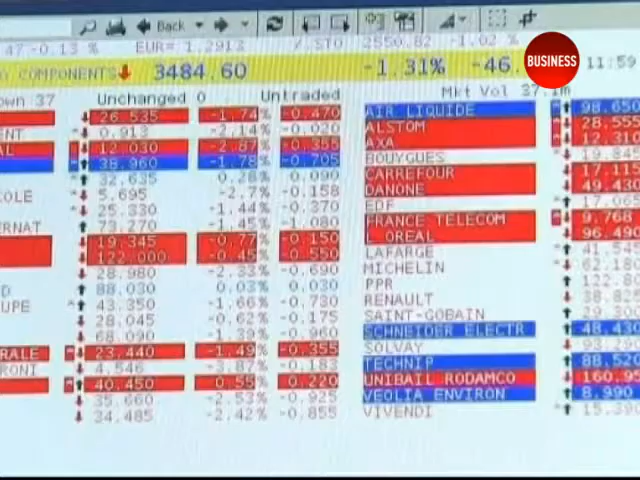 Back
47 -0.13 % EUR= 1.2913 /.STO 2550.82 -1.02 %
COMPONENTS 3484.60 -1.31% -46. BUSINESS 11:59
own 37 Unchanged 0 Untraded Mkt Vol 37.1m
26.535 -1.74% -0.470 AIR LIQUIDE 98.650
ENT 0.913 -2.14% -0.020 ALSTOM 28.555
AL 12.030 -2.87% -0.355 AXA 12.310
38.960 -1.78% -0.705 BOUYGUES 19.845
32.635 0.28% 0.090 CARREFOUR 17.115
COLE 5.695 -2.7% -0.158 DANONE 49.430
25.330 -1.44% -0.370 EDF 17.065
ERNAT 73.270 -1.45% -1.080 FRANCE TELECOM 9.768
19.345 -0.77% -0.150 L OREAL 96.490
122.000 -0.45% 0.550 LAFARGE 41.545
28.980 -2.33% -0.690 MICHELIN 62.180
D 88.030 0.03% 0.030 PPR 122.8
UPE 43.350 -1.66% -0.730 RENAULT 38.82
28.045 -0.62% -0.175 SAINT-GOBAIN 29.300
68.090 -1.39% -0.960 SCHNEIDER ELECTR 48.43
RALE 23.440 -1.49% -0.355 SOLVAY 93.290
RONI 4.546 -3.87% -0.183 TECHNIP 88.520
40.450 0.55% 0.220 UNIBAIL RODAMCO 160.95
35.660 -2.53% -0.925 VEOLIA ENVIRON 8.990
34.485 -2.42% -0.855 VIVENDI 15.390